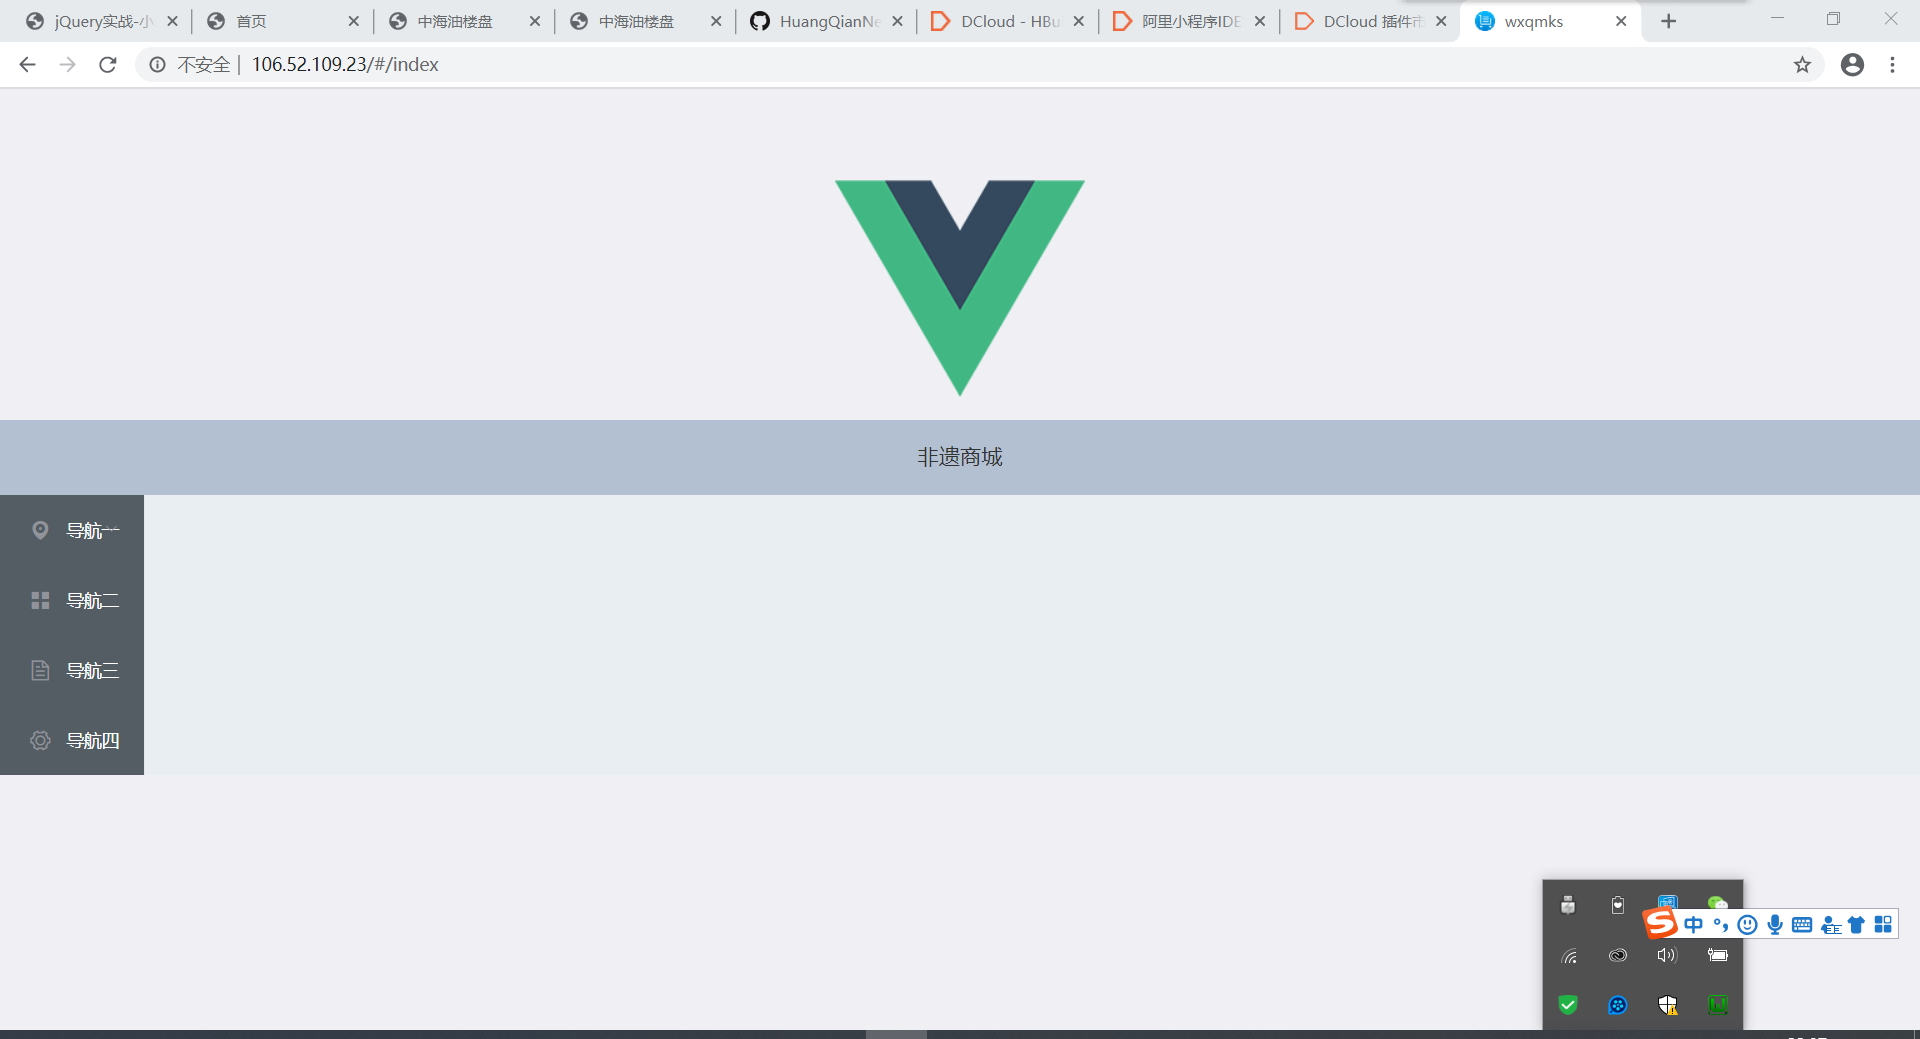 jQuery实战-小
首页
中海油楼盘
中海油楼盘
HuangQianNe
DCloud - HBu
阿里小程序IDE
DCloud 插件市
wxqmks
不安全 | 106.52.109.23/#/index
非遗商城
导航一
导航二
导航三
导航四
中